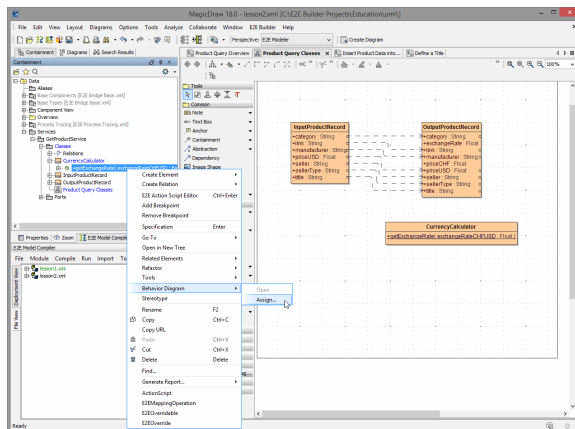 MagicDraw 18.0 - lesson2.xml [C:\E2E Builder Projects\Education\uml\]
File Edit View Layout Diagrams Options Tools Analyze Collaborate Window E2E Builder Help
Perspective: E2E Modeler
Create Diagram
Containment Diagrams Search Results
Product Query Overview Product Query Classes Insert Product Data into... Define a Title
Containment
100%
Data
Aliases
Base Components [E2E Bridge Base.xml]
Base Types [E2E Bridge Base.xml]
Component View
Overview
Process Tracing [E2E Process Tracing.xml]
Services
GetProductService
Classes
Relations
CurrencyCalculator
InputProductRecord
OutputProductRecord
Product Query Classes
Ports
Tools
Common
Note
Text Box
Anchor
Containment
Abstraction
Dependency
Image Shape
InputProductRecord
+category : String
+link : String
+manufacturer : String
+priceUSD : Float
+seller : String
+sellerType : String
+title : String
OutputProductRecord
+category : String
+exchangeRate : Float
+link : String
+manufacturer : String
+priceCHF : Float
+priceUSD : Float
+seller : String
+sellerType : String
+title : String
CurrencyCalculator
+getExchangeRate( exchangeRateCHFUSD : Float )
Create Element
Create Relation
E2E Action Script Editor Ctrl+Enter
Add Breakpoint
Remove Breakpoint
Specification Enter
Go To
Open in New Tree
Related Elements
Refactor
Tools
Behavior Diagram
Stereotype
Rename F2
Copy Ctrl+C
Copy URL
Paste Ctrl+V
Cut Ctrl+X
Delete Delete
Find...
Generate Report...
ActionScript
E2EMappingOperation
E2EOverridable
E2EOverride
Open
Assign...
Properties Zoom E2E Model Compiler
E2E Model Compiler
File Module Compile Run Import
lesson1.xml
lesson2.xml
Deployment View
File View
Ready